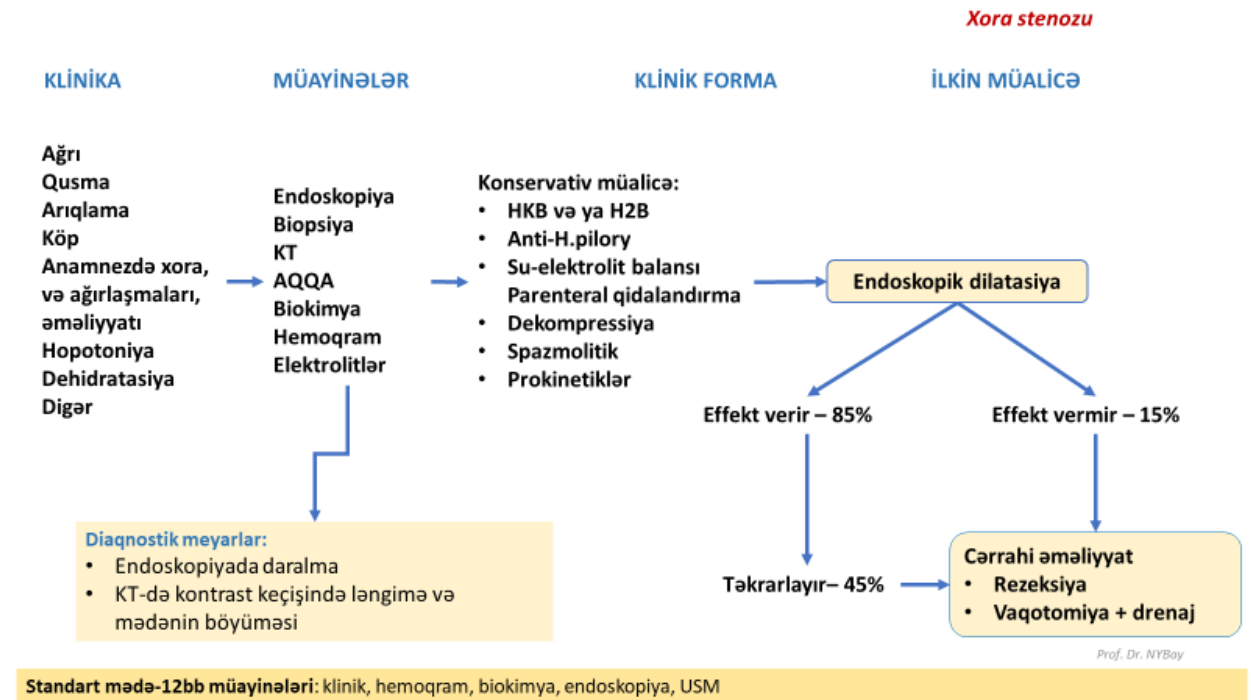 Xora stenozu
KLİNİKA
MÜAYİNƏLƏR
KLİNİK FORMA
İLKİN MÜALİCƏ
Ağrı
Qusma
Arıqlama
Köp
Anamnezdə xora,
və ağırlaşmaları,
əməliyyatı
Hopotoniya
Dehidratasiya
Digər
Endoskopiya
Biopsiya
KT
AQQA
Biokimya
Hemoqram
Elektrolitlər
Konservativ müalicə:
• HKB və ya H2B
• Anti-H.pilory
• Su-elektrolit balansı
Parenteral qidalandırma
• Dekompressiya
• Spazmolitik
• Prokinetiklər
Endoskopik dilatasiya
Effekt verir – 85%
Effekt vermir – 15%
Təkrarlayır– 45%
Cərrahi əməliyyat
• Rezeksiya
• Vaqotomiya + drenaj
Diaqnostik meyarlar:
• Endoskopiyada daralma
• KT-də kontrast keçişində ləngimə və
mədənin böyüməsi
Prof. Dr. NYBay
Standart mədə-12bb müayinələri: klinik, hemoqram, biokimya, endoskopiya, USM